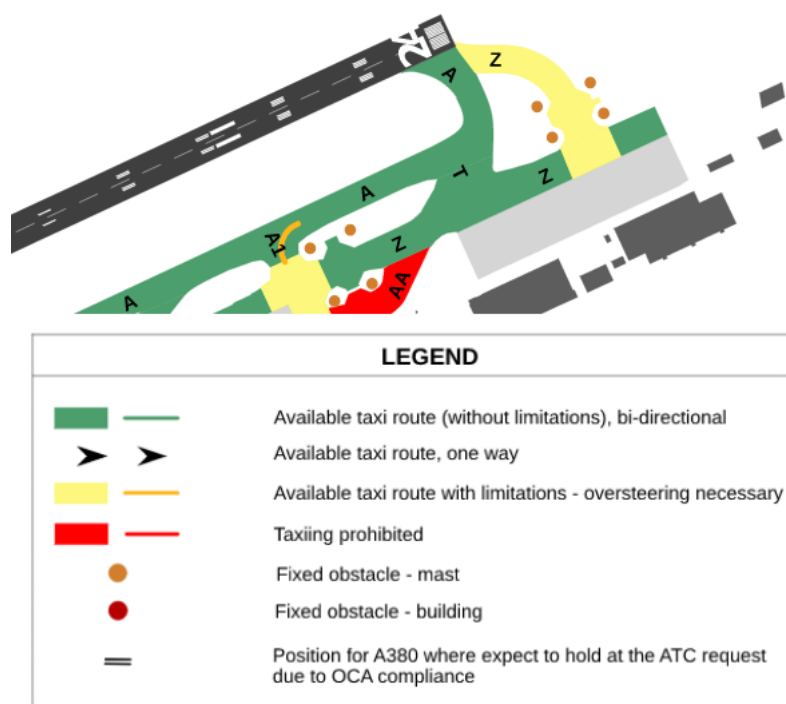 24
Z
A
A
T
Z
A1
Z
AA
A
LEGEND
Available taxi route (without limitations), bi-directional
Available taxi route, one way
Available taxi route with limitations - oversteering necessary
Taxiing prohibited
Fixed obstacle - mast
Fixed obstacle - building
Position for A380 where expect to hold at the ATC request
due to OCA compliance